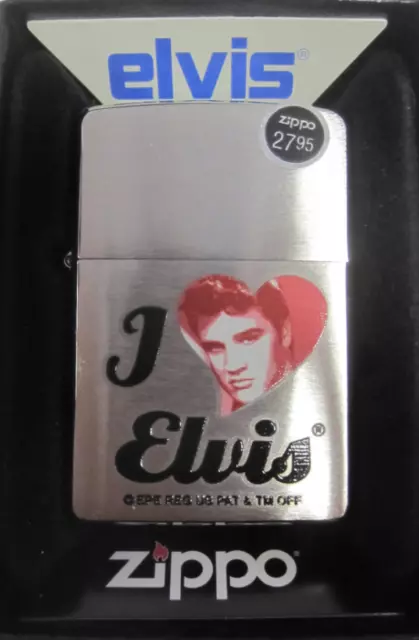 elvis®
zippo
2795
I
Elvis®
© EPE REG US PAT & TM OFF
zippo